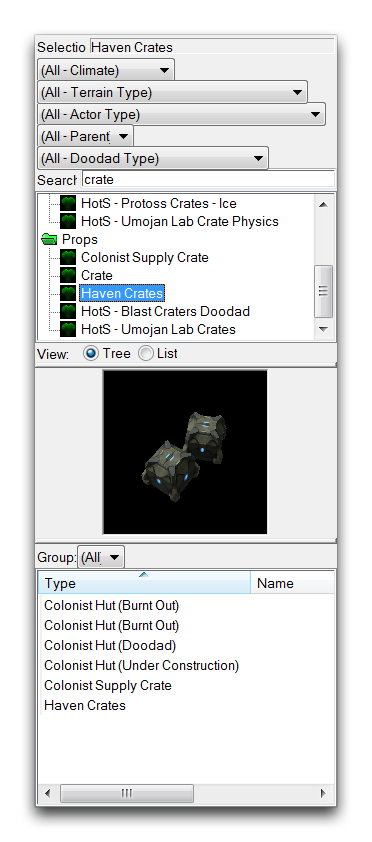 Selectio Haven Crates
(All - Climate)
(All - Terrain Type)
(All - Actor Type)
(All - Parent)
(All - Doodad Type)
Search crate
HotS - Protoss Crates - Ice
HotS - Umojan Lab Crate Physics
Props
Colonist Supply Crate
Crate
Haven Crates
HotS - Blast Craters Doodad
HotS - Umojan Lab Crates
View: Tree List
Group: (All)
Type Name
Colonist Hut (Burnt Out)
Colonist Hut (Burnt Out)
Colonist Hut (Doodad)
Colonist Hut (Under Construction)
Colonist Supply Crate
Haven Crates